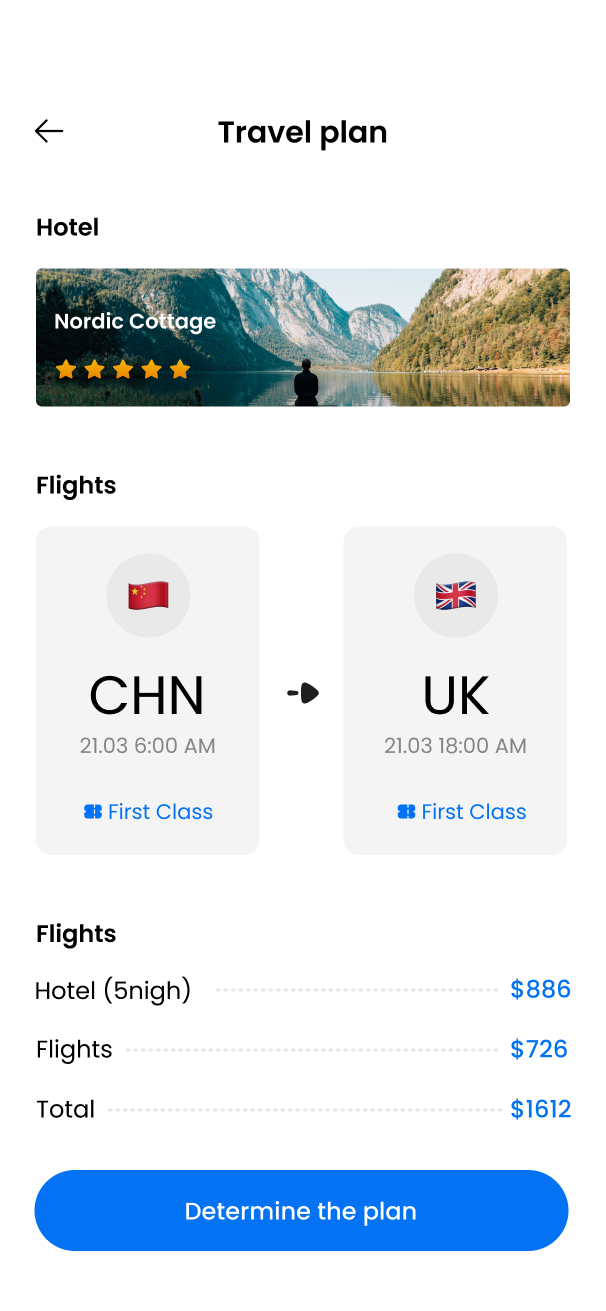 Travel plan
Hotel
Nordic Cottage
Flights
CHN
21.03 6:00 AM
First Class
UK
21.03 18:00 AM
First Class
Flights
Hotel (5nigh) $886
Flights $726
Total $1612
Determine the plan